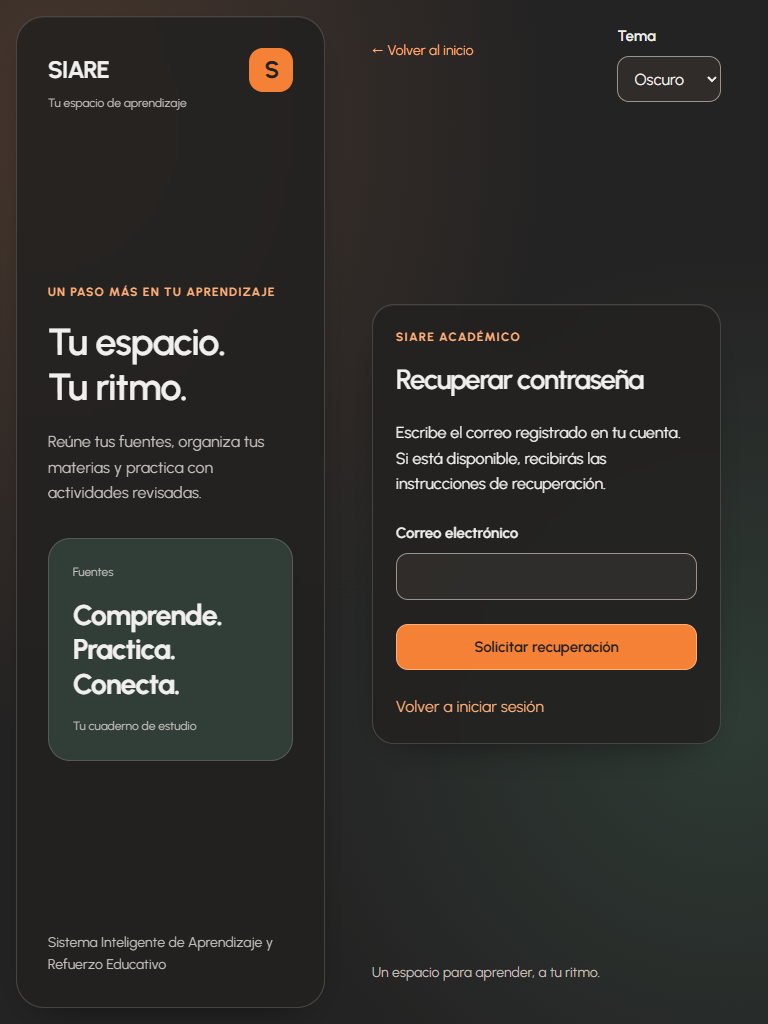 SIARE
S
Tu espacio de aprendizaje
UN PASO MÁS EN TU APRENDIZAJE
Tu espacio.
Tu ritmo.
Reúne tus fuentes, organiza tus
materias y practica con
actividades revisadas.
Fuentes
Comprende.
Practica.
Conecta.
Tu cuaderno de estudio
Sistema Inteligente de Aprendizaje y
Refuerzo Educativo
← Volver al inicio
Tema
Oscuro
SIARE ACADÉMICO
Recuperar contraseña
Escribe el correo registrado en tu cuenta.
Si está disponible, recibirás las
instrucciones de recuperación.
Correo electrónico
Solicitar recuperación
Volver a iniciar sesión
Un espacio para aprender, a tu ritmo.